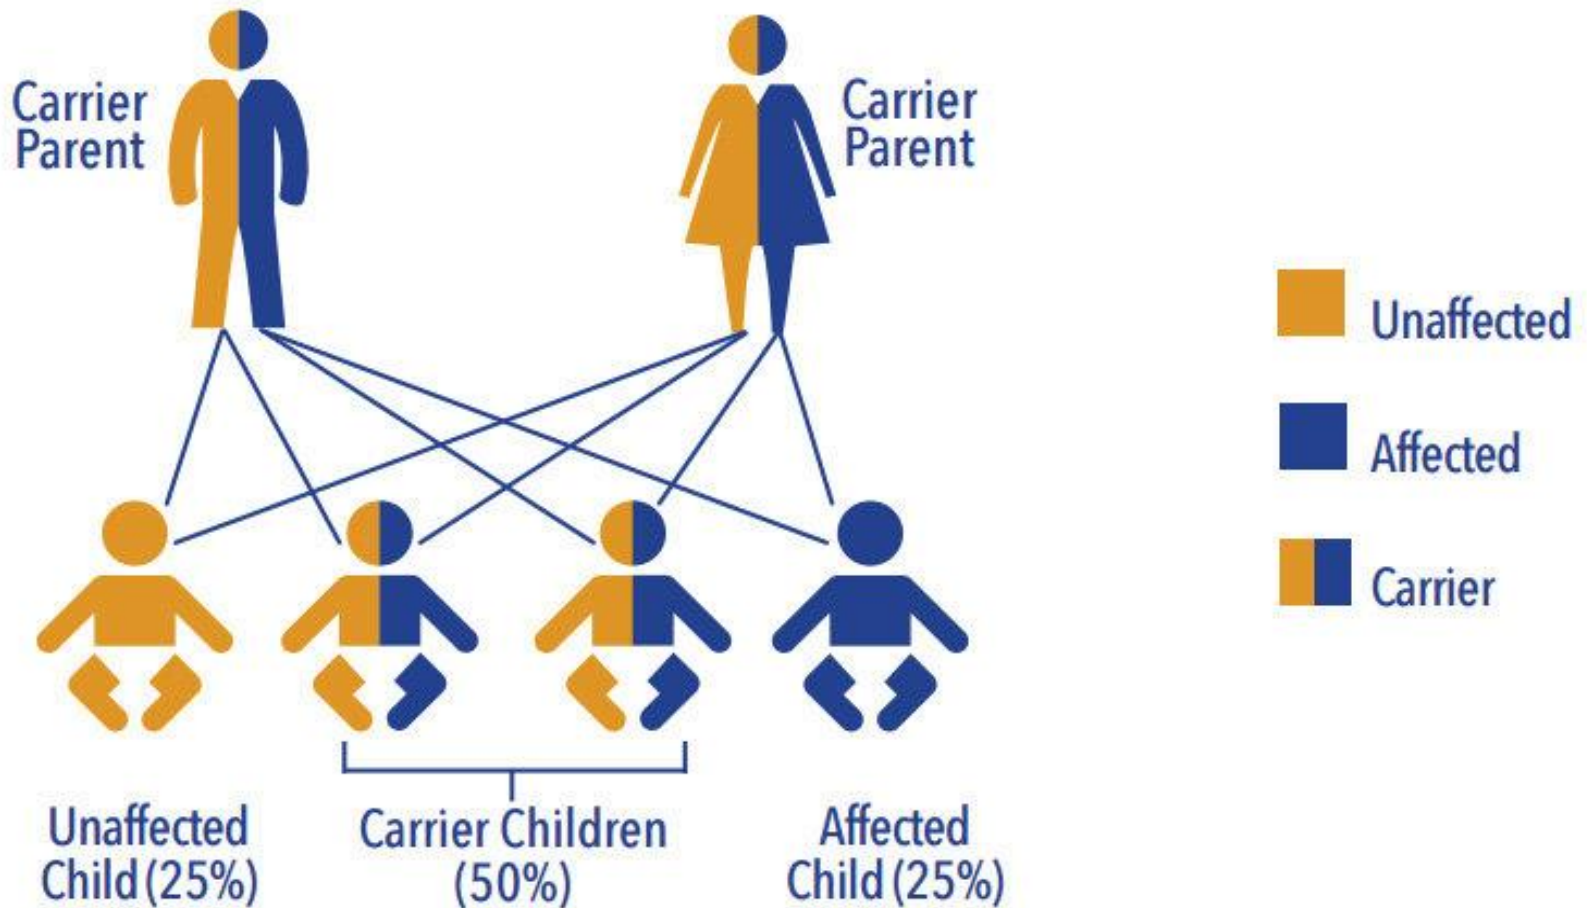 Carrier
Parent
Carrier
Parent
Unaffected
Affected
Carrier
Unaffected
Child (25%)
Carrier Children
(50%)
Affected
Child (25%)